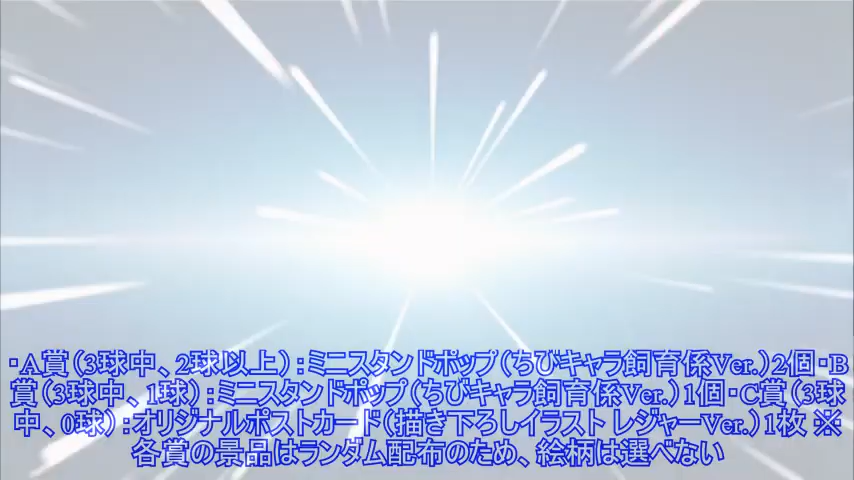 ・A賞（3球中、2球以上）：ミニスタンドポップ（ちびキャラ飼育係Ver.）2個・B
賞（3球中、1球）：ミニスタンドポップ（ちびキャラ飼育係Ver.）1個・C賞（3球
中、0球）：オリジナルポストカード（描き下ろしイラスト レジャーVer.）1枚 ※
各賞の景品はランダム配布のため、絵柄は選べない